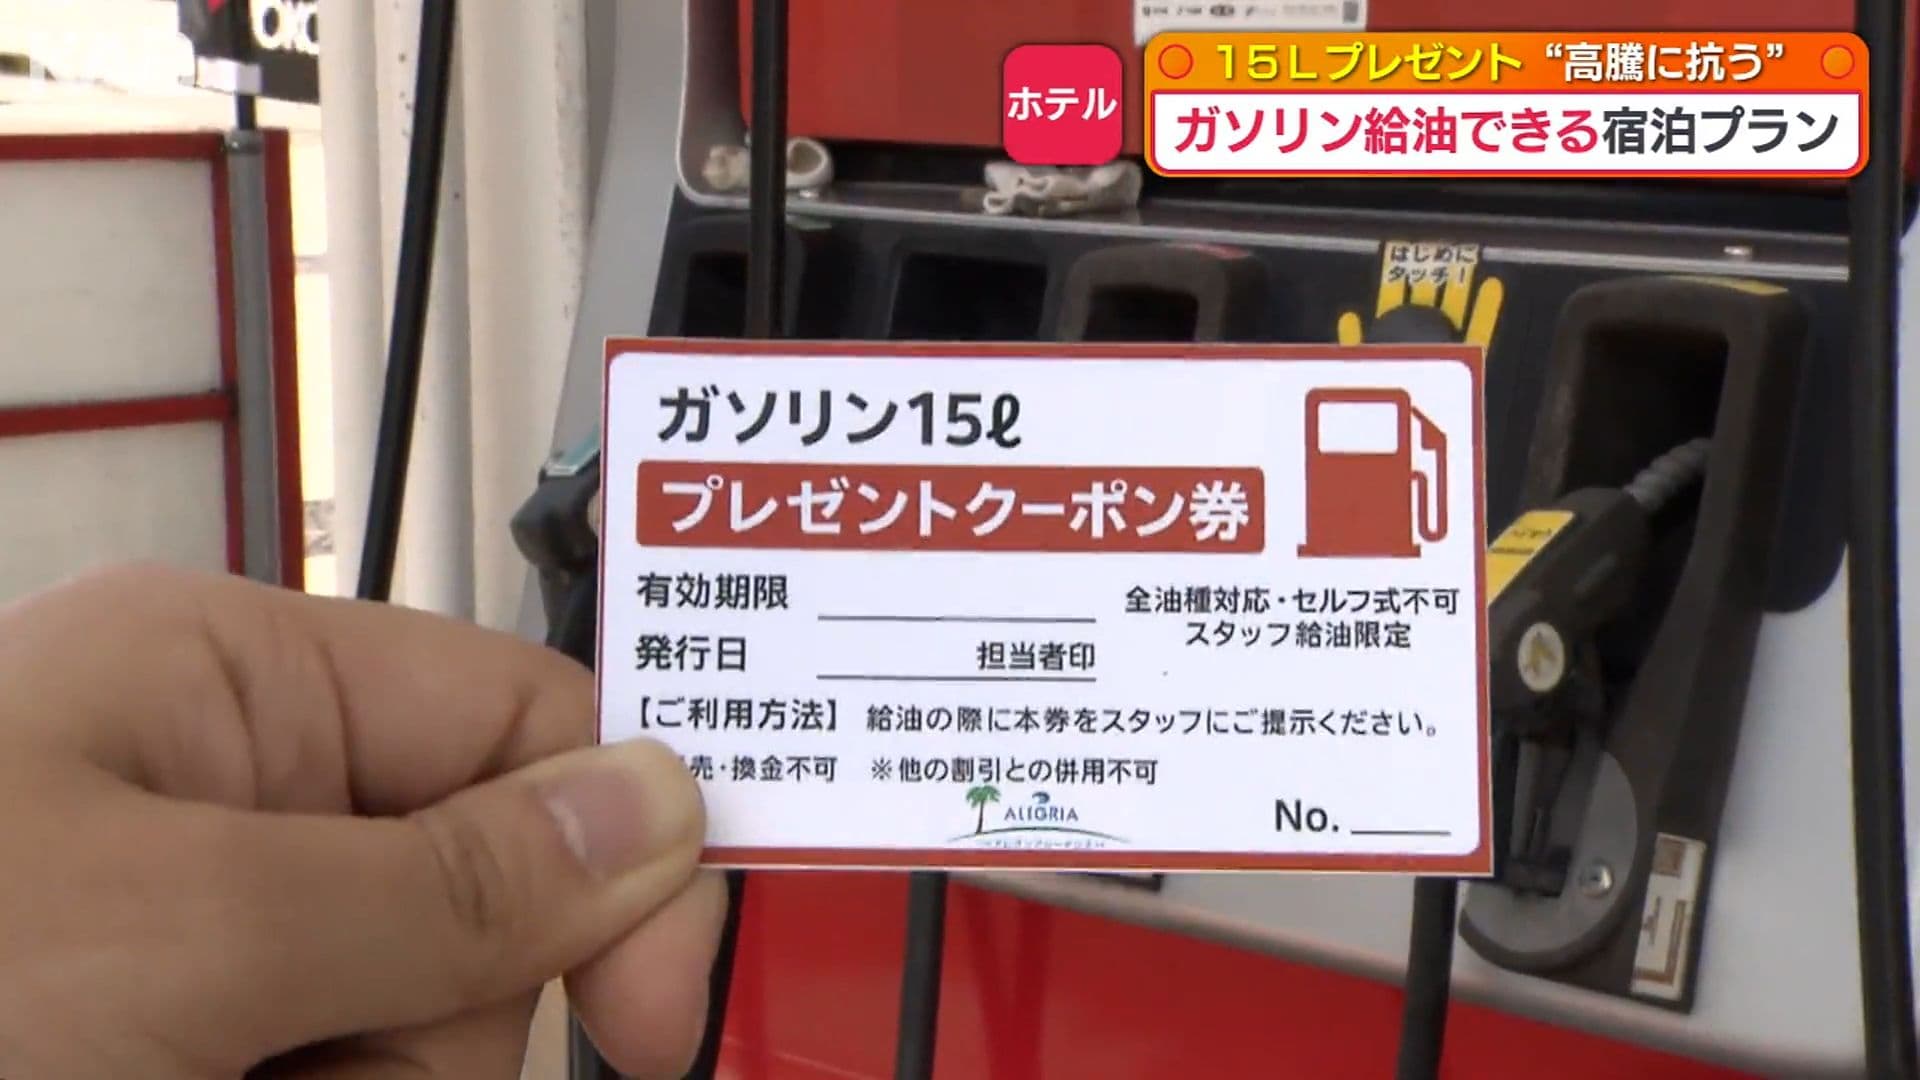 ホテル
15Lプレゼント “高騰に抗う”
ガソリン給油できる宿泊プラン
はじめに
タッチ!
ガソリン15ℓ
プレゼントクーポン券
有効期限
全油種対応・セルフ式不可
スタッフ給油限定
発行日
担当者印
【ご利用方法】 給油の際に本券をスタッフにご提示ください。
売・換金不可 ※他の割引との併用不可
ALEGRIA
No.